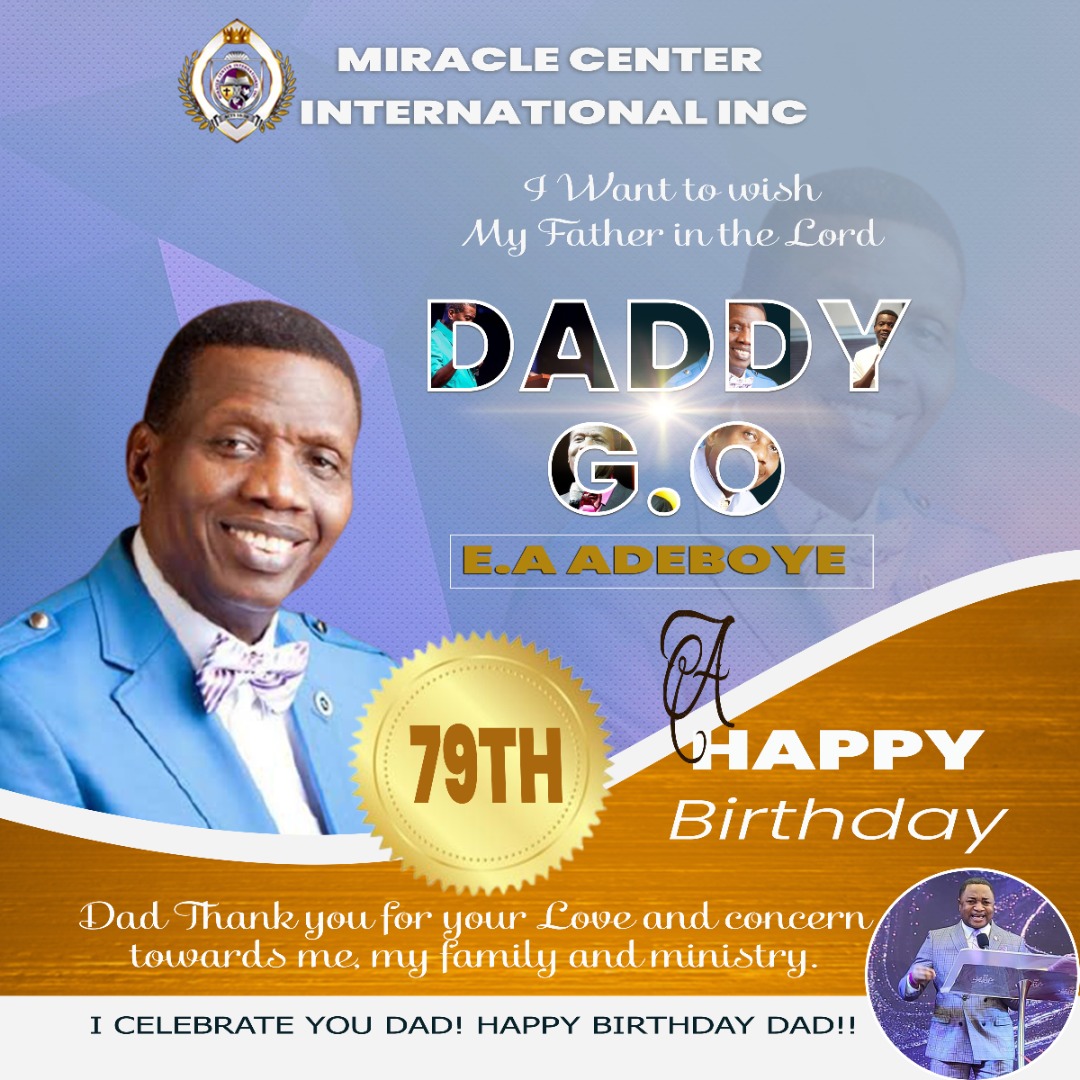 MIRACLE CENTER
INTERNATIONAL INC
I Want to wish
My Father in the Lord
DADDY
G.O
E.A ADEBOYE
79TH
A
HAPPY
Birthday
Dad Thank you for your Love and concern
towards me, my family and ministry.
I CELEBRATE YOU DAD! HAPPY BIRTHDAY DAD!!